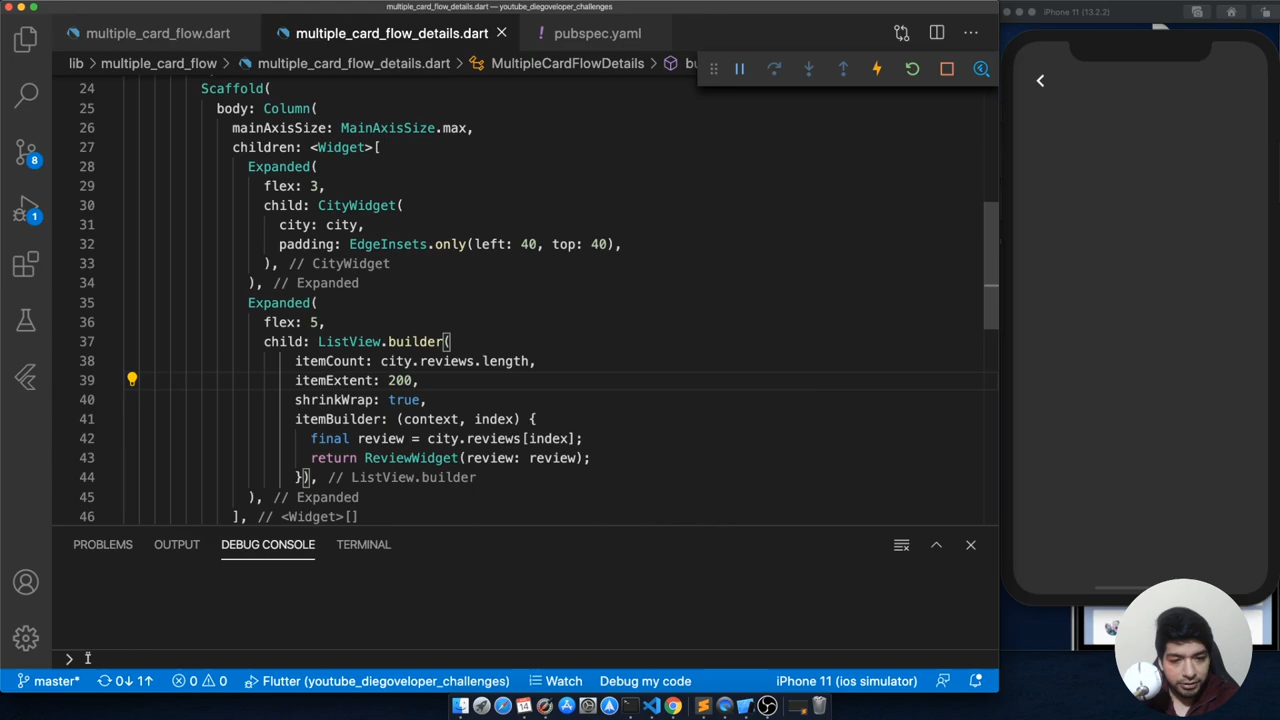 multiple_card_flow_details.dart — youtube_diegoveloper_challenges
multiple_card_flow.dart
multiple_card_flow_details.dart
pubspec.yaml
lib
multiple_card_flow
multiple_card_flow_details.dart
MultipleCardFlowDetails
bu
24 Scaffold(
25 body: Column(
26 mainAxisSize: MainAxisSize.max,
27 children: <Widget>[
28 Expanded(
29 flex: 3,
30 child: CityWidget(
31 city: city,
32 padding: EdgeInsets.only(left: 40, top: 40),
33 ), // CityWidget
34 ), // Expanded
35 Expanded(
36 flex: 5,
37 child: ListView.builder(
38 itemCount: city.reviews.length,
39 itemExtent: 200,
40 shrinkWrap: true,
41 itemBuilder: (context, index) {
42 final review = city.reviews[index];
43 return ReviewWidget(review: review);
44 }), // ListView.builder
45 ), // Expanded
46 ], // <Widget>[]
8
1
PROBLEMS
OUTPUT
DEBUG CONSOLE
TERMINAL
master*
0↓ 1↑
0
0
Flutter (youtube_diegoveloper_challenges)
Watch
Debug my code
iPhone 11 (ios simulator)
iPhone 11 (13.2.2)
14